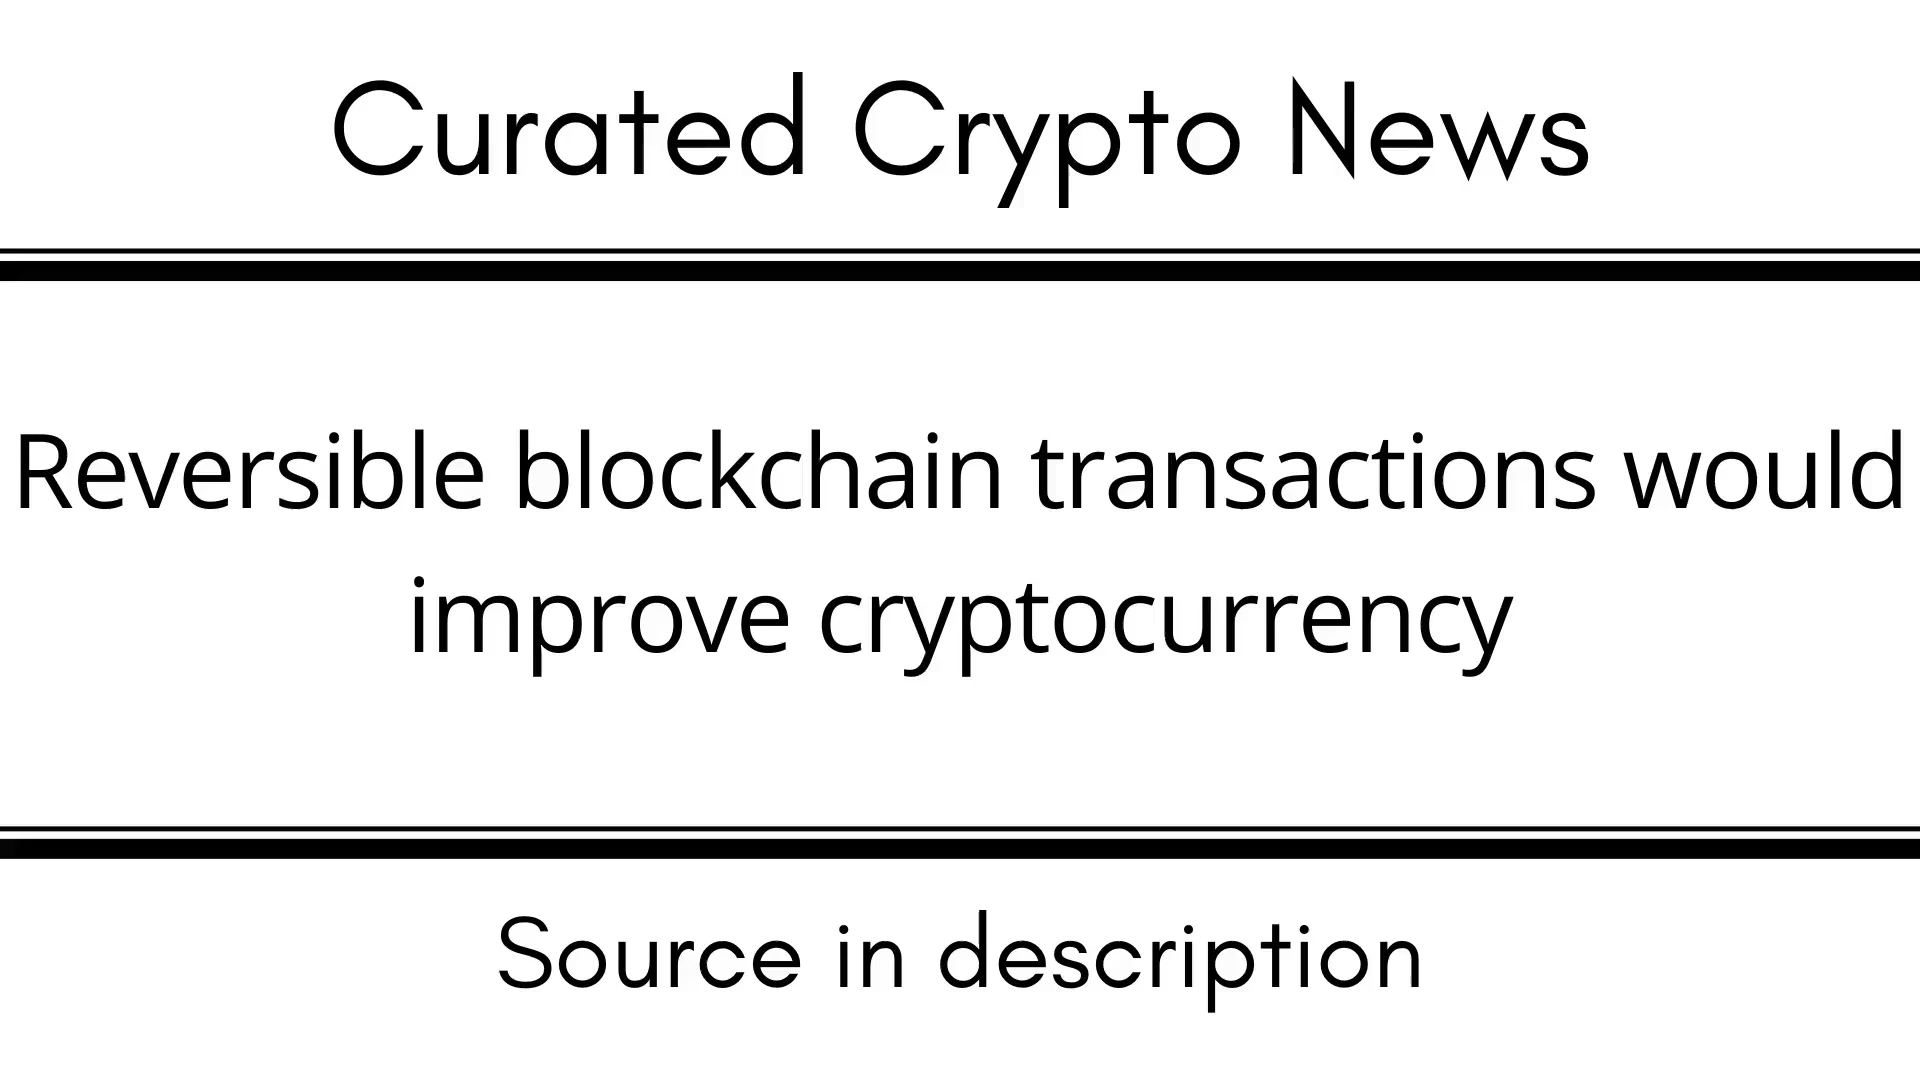 Curated Crypto News
Reversible blockchain transactions would
improve cryptocurrency
Source in description